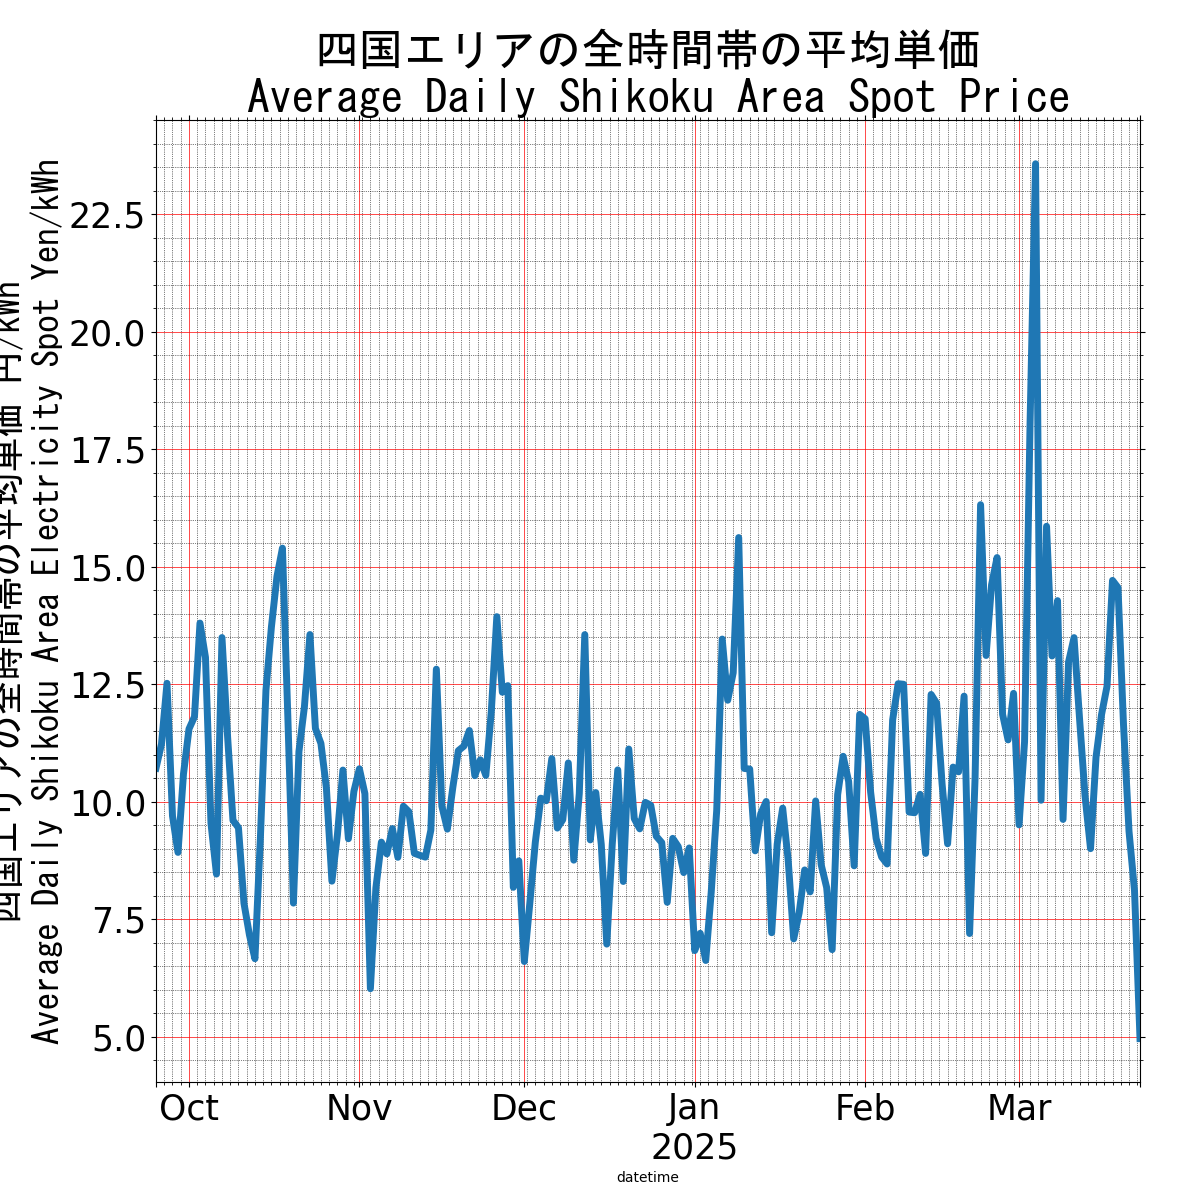 四国エリアの全時間帯の平均単価
Average Daily Shikoku Area Spot Price
四国エリアの全時間帯の平均単価 円/kWh
Average Daily Shikoku Area Electricity Spot Yen/kWh
22.5
20.0
17.5
15.0
12.5
10.0
7.5
5.0
Oct Nov Dec Jan Feb Mar
2025
datetime